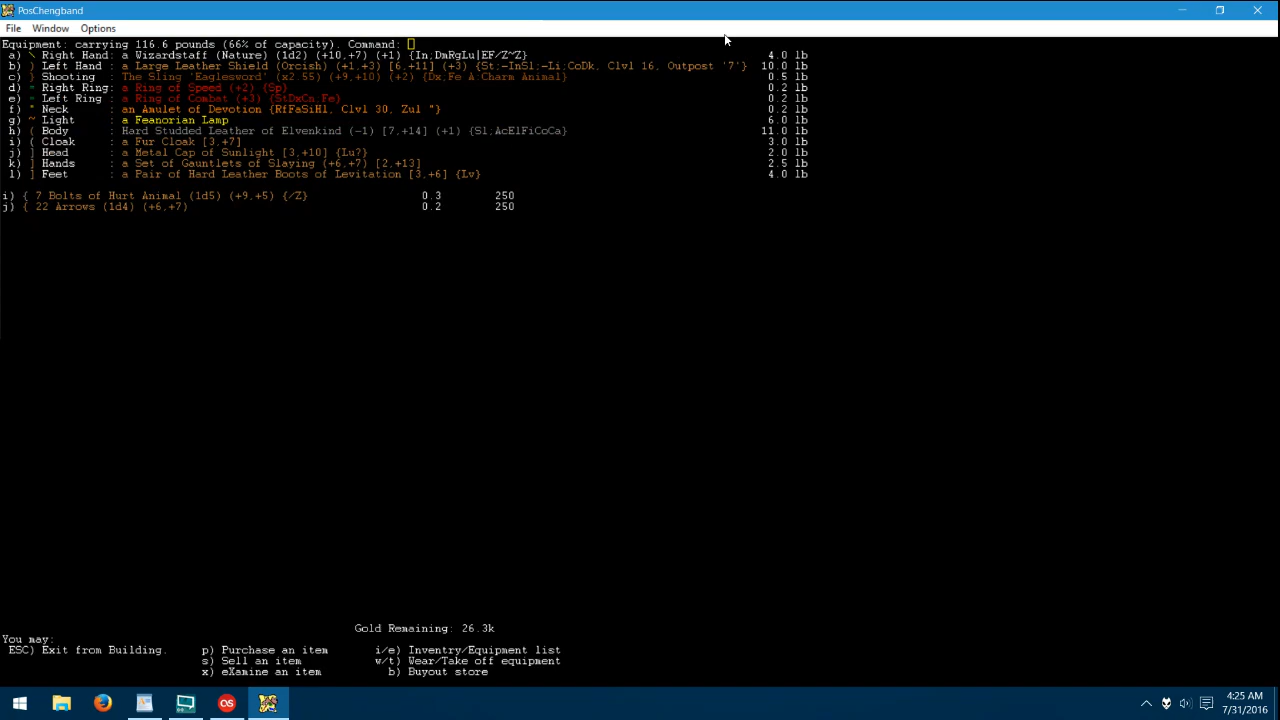 PosChengband
File Window Options
Equipment: carrying 116.6 pounds (66% of capacity). Command:
a) \ Right Hand: a Wizardstaff (Nature) (1d2) (+10,+7) (+1) {In;DmRgLu|EF/Z~Z} 4.0 lb
b) ) Left Hand : a Large Leather Shield (Orcish) (+1,+3) [6,+11] (+3) {St;-InSl;-Li;CoDk, Clvl 16, Outpost '7'} 10.0 lb
c) } Shooting : The Sling 'Eaglesword' (x2.55) (+9,+10) (+2) {Dx;Fe A:Charm Animal} 0.5 lb
d) = Right Ring: a Ring of Speed (+2) {Sp} 0.2 lb
e) = Left Ring : a Ring of Combat (+3) {StDxCn;Fe} 0.2 lb
f) " Neck : an Amulet of Devotion {RfFaSiHl, Clvl 30, Zul "} 0.2 lb
g) ~ Light : a Feanorian Lamp 6.0 lb
h) ( Body : Hard Studded Leather of Elvenkind (-1) [7,+14] (+1) {Sl;AcElFiCoCa} 11.0 lb
i) ( Cloak : a Fur Cloak [3,+7] 3.0 lb
j) ] Head : a Metal Cap of Sunlight [3,+10] {Lu?} 2.0 lb
k) ] Hands : a Set of Gauntlets of Slaying (+6,+7) [2,+13] 2.5 lb
l) ] Feet : a Pair of Hard Leather Boots of Levitation [3,+6] {Lv} 4.0 lb
i) { 7 Bolts of Hurt Animal (1d5) (+9,+5) {/Z} 0.3 250
j) { 22 Arrows (1d4) (+6,+7) 0.2 250
Gold Remaining: 26.3k
You may:
ESC) Exit from Building. p) Purchase an item i/e) Inventry/Equipment list
s) Sell an item w/t) Wear/Take off equipment
x) eXamine an item b) Buyout store
4:25 AM
7/31/2016